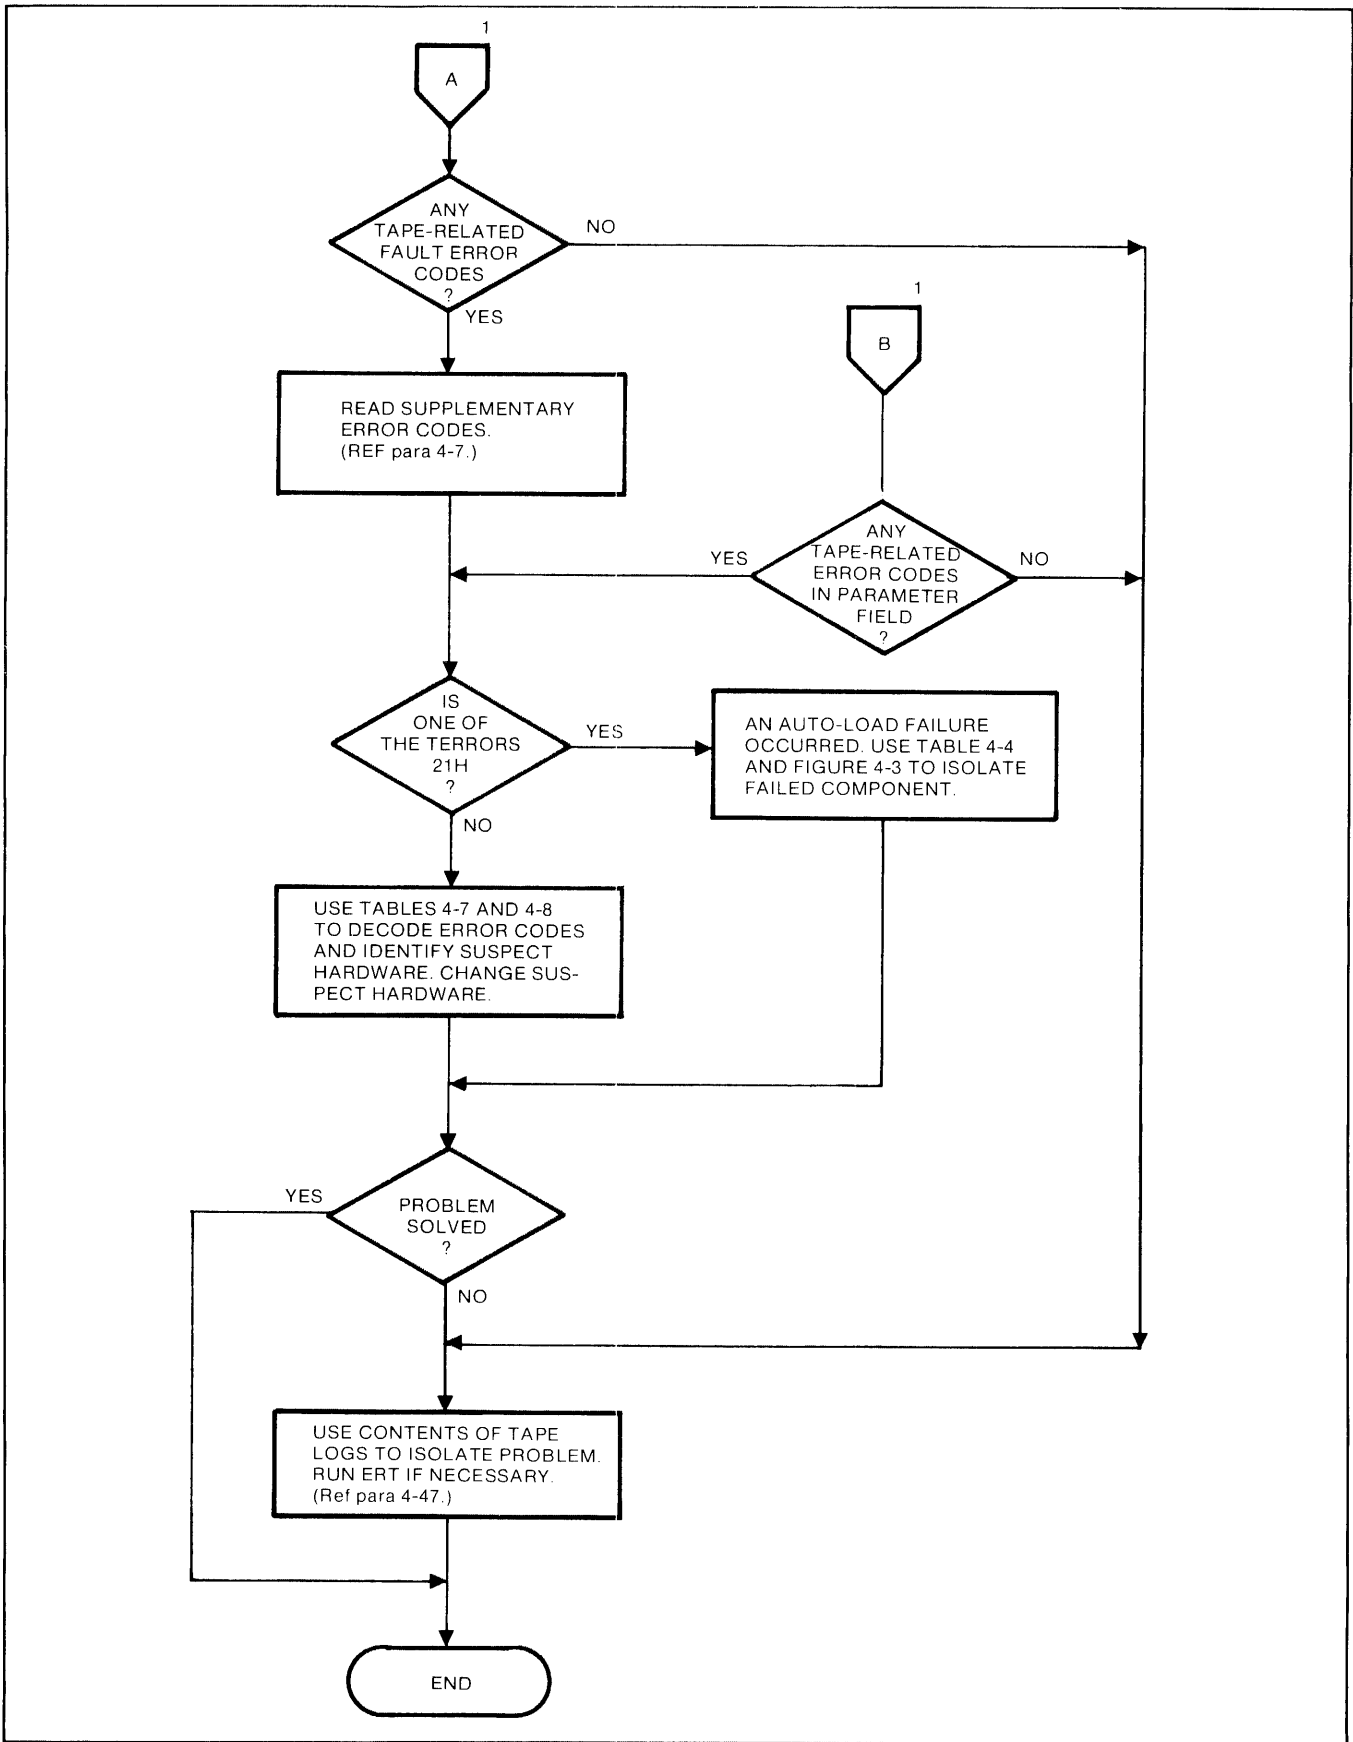 1
A
ANY
TAPE-RELATED
FAULT ERROR
CODES
?
NO
YES
1
B
READ SUPPLEMENTARY
ERROR CODES.
(REF para 4-7.)
ANY
TAPE-RELATED
ERROR CODES
IN PARAMETER
FIELD
?
YES
NO
IS
ONE OF
THE TERRORS
21H
?
YES
NO
AN AUTO-LOAD FAILURE
OCCURRED. USE TABLE 4-4
AND FIGURE 4-3 TO ISOLATE
FAILED COMPONENT.
USE TABLES 4-7 AND 4-8
TO DECODE ERROR CODES
AND IDENTIFY SUSPECT
HARDWARE. CHANGE SUS-
PECT HARDWARE.
YES
PROBLEM
SOLVED
?
NO
USE CONTENTS OF TAPE
LOGS TO ISOLATE PROBLEM.
RUN ERT IF NECESSARY.
(Ref para 4-47.)
END